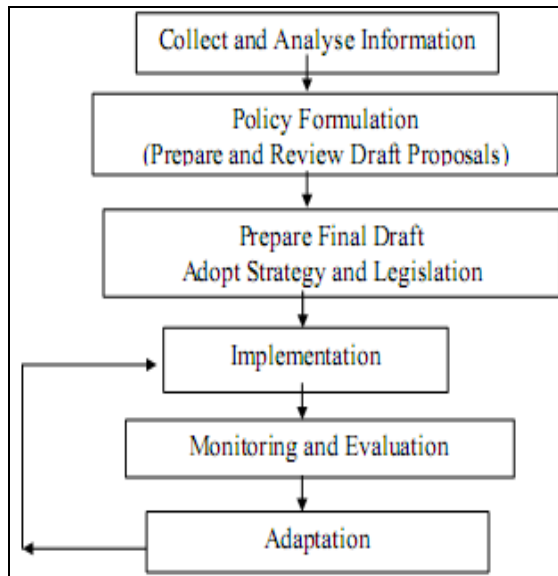 Collect and Analyse Information
Policy Formulation
(Prepare and Review Draft Proposals)
Prepare Final Draft
Adopt Strategy and Legislation
Implementation
Monitoring and Evaluation
Adaptation